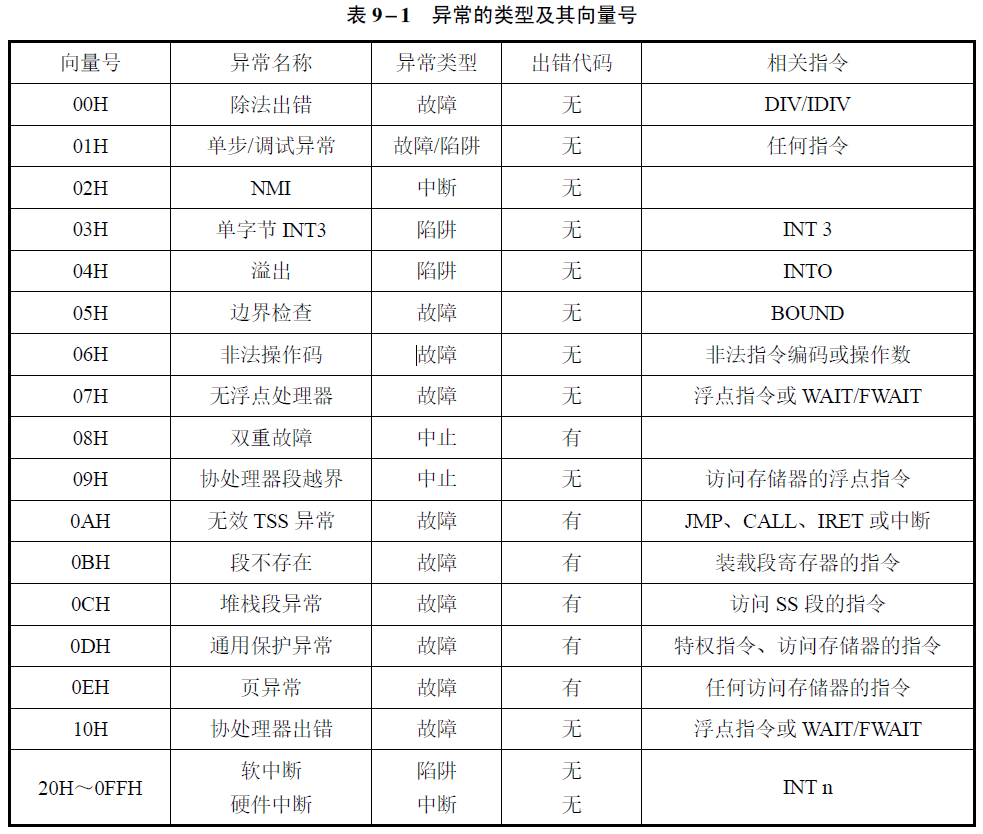 表 9－1 异常的类型及其向量号
向量号 异常名称 异常类型 出错代码 相关指令
00H 除法出错 故障 无 DIV/IDIV
01H 单步/调试异常 故障/陷阱 无 任何指令
02H NMI 中断 无
03H 单字节 INT3 陷阱 无 INT 3
04H 溢出 陷阱 无 INTO
05H 边界检查 故障 无 BOUND
06H 非法操作码 故障 无 非法指令编码或操作数
07H 无浮点处理器 故障 无 浮点指令或 WAIT/FWAIT
08H 双重故障 中止 有
09H 协处理器段越界 中止 无 访问存储器的浮点指令
0AH 无效 TSS 异常 故障 有 JMP、CALL、IRET 或中断
0BH 段不存在 故障 有 装载段寄存器的指令
0CH 堆栈段异常 故障 有 访问 SS 段的指令
0DH 通用保护异常 故障 有 特权指令、访问存储器的指令
0EH 页异常 故障 有 任何访问存储器的指令
10H 协处理器出错 故障 无 浮点指令或 WAIT/FWAIT
20H～0FFH 软中断 陷阱 无 INT n
硬件中断 中断 无